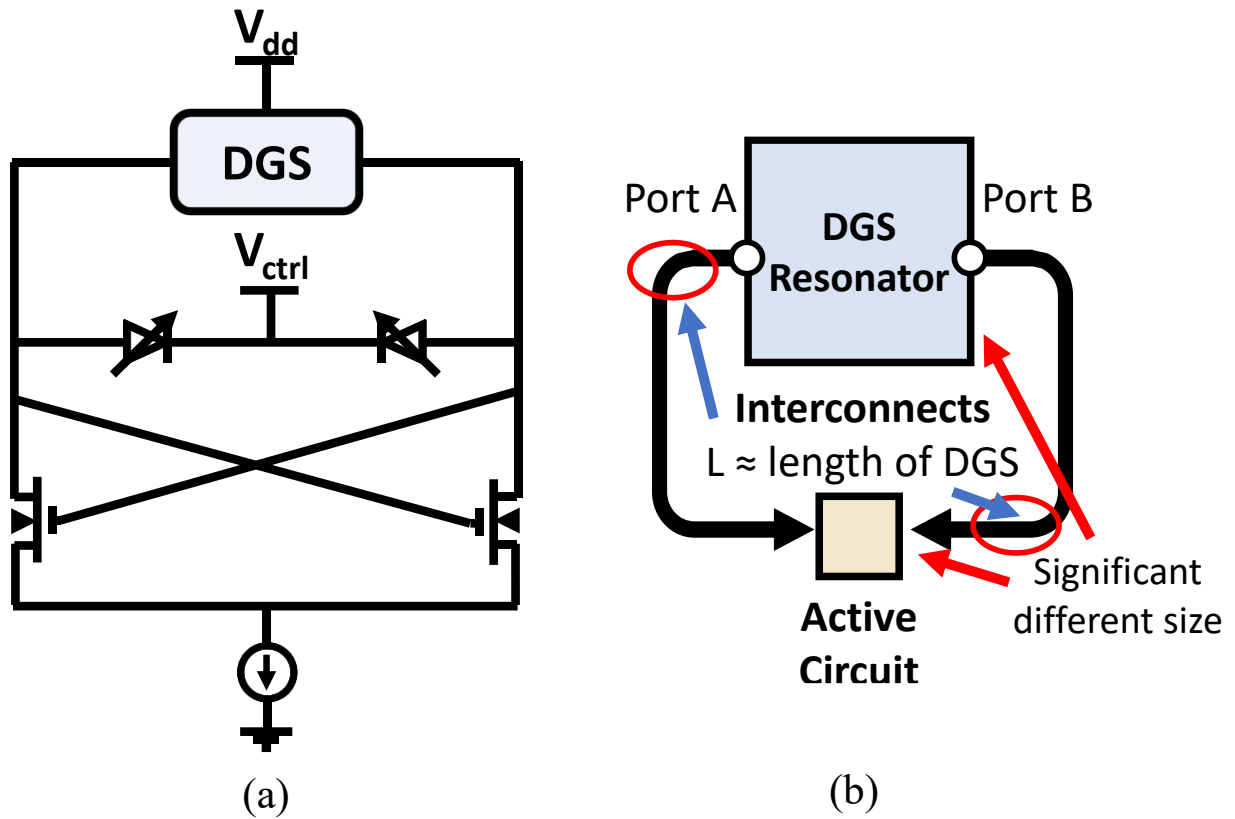 Vdd
DGS
Vctrl
(a)
Port A
Port B
DGS
Resonator
Interconnects
L ≈ length of DGS
Active
Circuit
Significant
different size
(b)